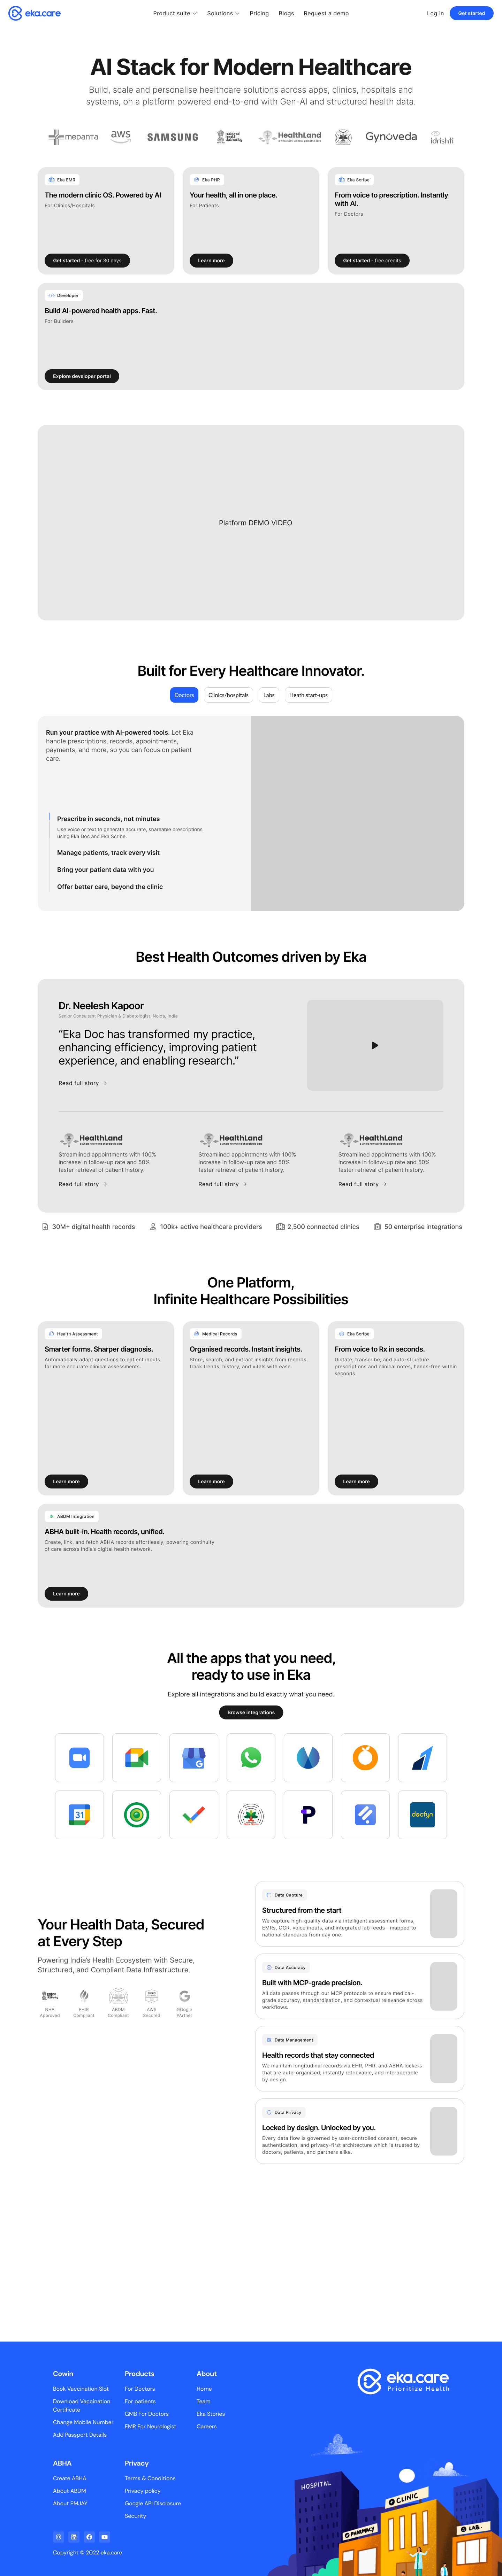 eka.care
Product suite
Solutions
Pricing
Blogs
Request a demo
Log in
Get started
AI Stack for Modern Healthcare
Build, scale and personalise healthcare solutions across apps, clinics, hospitals and
systems, on a platform powered end-to-end with Gen-AI and structured health data.
medanta
aws
SAMSUNG
national health authority
HealthLand
Gynoveda
drishti
Eka EMR
The modern clinic OS. Powered by AI
For Clinics/Hospitals
Get started - free for 30 days
Eka PHR
Your health, all in one place.
For Patients
Learn more
Eka Scribe
From voice to prescription. Instantly
with AI.
For Doctors
Get started - free credits
Developer
Build AI-powered health apps. Fast.
For Builders
Explore developer portal
Platform DEMO VIDEO
Built for Every Healthcare Innovator.
Doctors
Clinics/hospitals
Labs
Heath start-ups
Run your practice with AI-powered tools. Let Eka
handle prescriptions, records, appointments,
payments, and more, so you can focus on patient
care.
Prescribe in seconds, not minutes
Use voice or text to generate accurate, shareable prescriptions
using Eka Doc and Eka Scribe.
Manage patients, track every visit
Bring your patient data with you
Offer better care, beyond the clinic
Best Health Outcomes driven by Eka
Dr. Neelesh Kapoor
Senior Consultant Physician & Diabetologist, Noida, India
“Eka Doc has transformed my practice,
enhancing efficiency, improving patient
experience, and enabling research.”
Read full story
HealthLand
Streamlined appointments with 100%
increase in follow-up rate and 50%
faster retrieval of patient history.
Read full story
HealthLand
Streamlined appointments with 100%
increase in follow-up rate and 50%
faster retrieval of patient history.
Read full story
HealthLand
Streamlined appointments with 100%
increase in follow-up rate and 50%
faster retrieval of patient history.
Read full story
30M+ digital health records
100k+ active healthcare providers
2,500 connected clinics
50 enterprise integrations
One Platform,
Infinite Healthcare Possibilities
Health Assessment
Smarter forms. Sharper diagnosis.
Automatically adapt questions to patient inputs
for more accurate clinical assessments.
Learn more
Medical Records
Organised records. Instant insights.
Store, search, and extract insights from records,
track trends, history, and vitals with ease.
Learn more
Eka Scribe
From voice to Rx in seconds.
Dictate, transcribe, and auto-structure
prescriptions and clinical notes, hands-free within
seconds.
Learn more
ABDM Integration
ABHA built-in. Health records, unified.
Create, link, and fetch ABHA records effortlessly, powering continuity
of care across India's digital health network.
Learn more
All the apps that you need,
ready to use in Eka
Explore all integrations and build exactly what you need.
Browse integrations
G
31
docfyn
Your Health Data, Secured
at Every Step
Powering India's Health Ecosystem with Secure,
Structured, and Compliant Data Infrastructure
NHA
Approved
FHIR
Compliant
ABDM
Compliant
AWS
Secured
GOogle
PArtner
Data Capture
Structured from the start
We capture high-quality data via intelligent assessment forms,
EMRs, OCR, voice inputs, and integrated lab feeds—mapped to
national standards from day one.
Data Accuracy
Built with MCP-grade precision.
All data passes through our MCP protocols to ensure medical-
grade accuracy, standardisation, and contextual relevance across
workflows.
Data Management
Health records that stay connected
We maintain longitudinal records via EHR, PHR, and ABHA lockers
that are auto-organised, instantly retrievable, and interoperable
by design.
Data Privacy
Locked by design. Unlocked by you.
Every data flow is governed by user-controlled consent, secure
authentication, and privacy-first architecture which is trusted by
doctors, patients, and partners alike.
Cowin
Book Vaccination Slot
Download Vaccination
Certificate
Change Mobile Number
Add Passport Details
Products
For Doctors
For patients
GMB For Doctors
EMR For Neurologist
About
Home
Team
Eka Stories
Careers
eka.care
Prioritize Health
ABHA
Create ABHA
About ABDM
About PMJAY
Privacy
Terms & Conditions
Privacy policy
Google API Disclosure
Security
Copyright © 2022 eka.care
HOSPITAL
PHARMACY
CLINIC
LAB